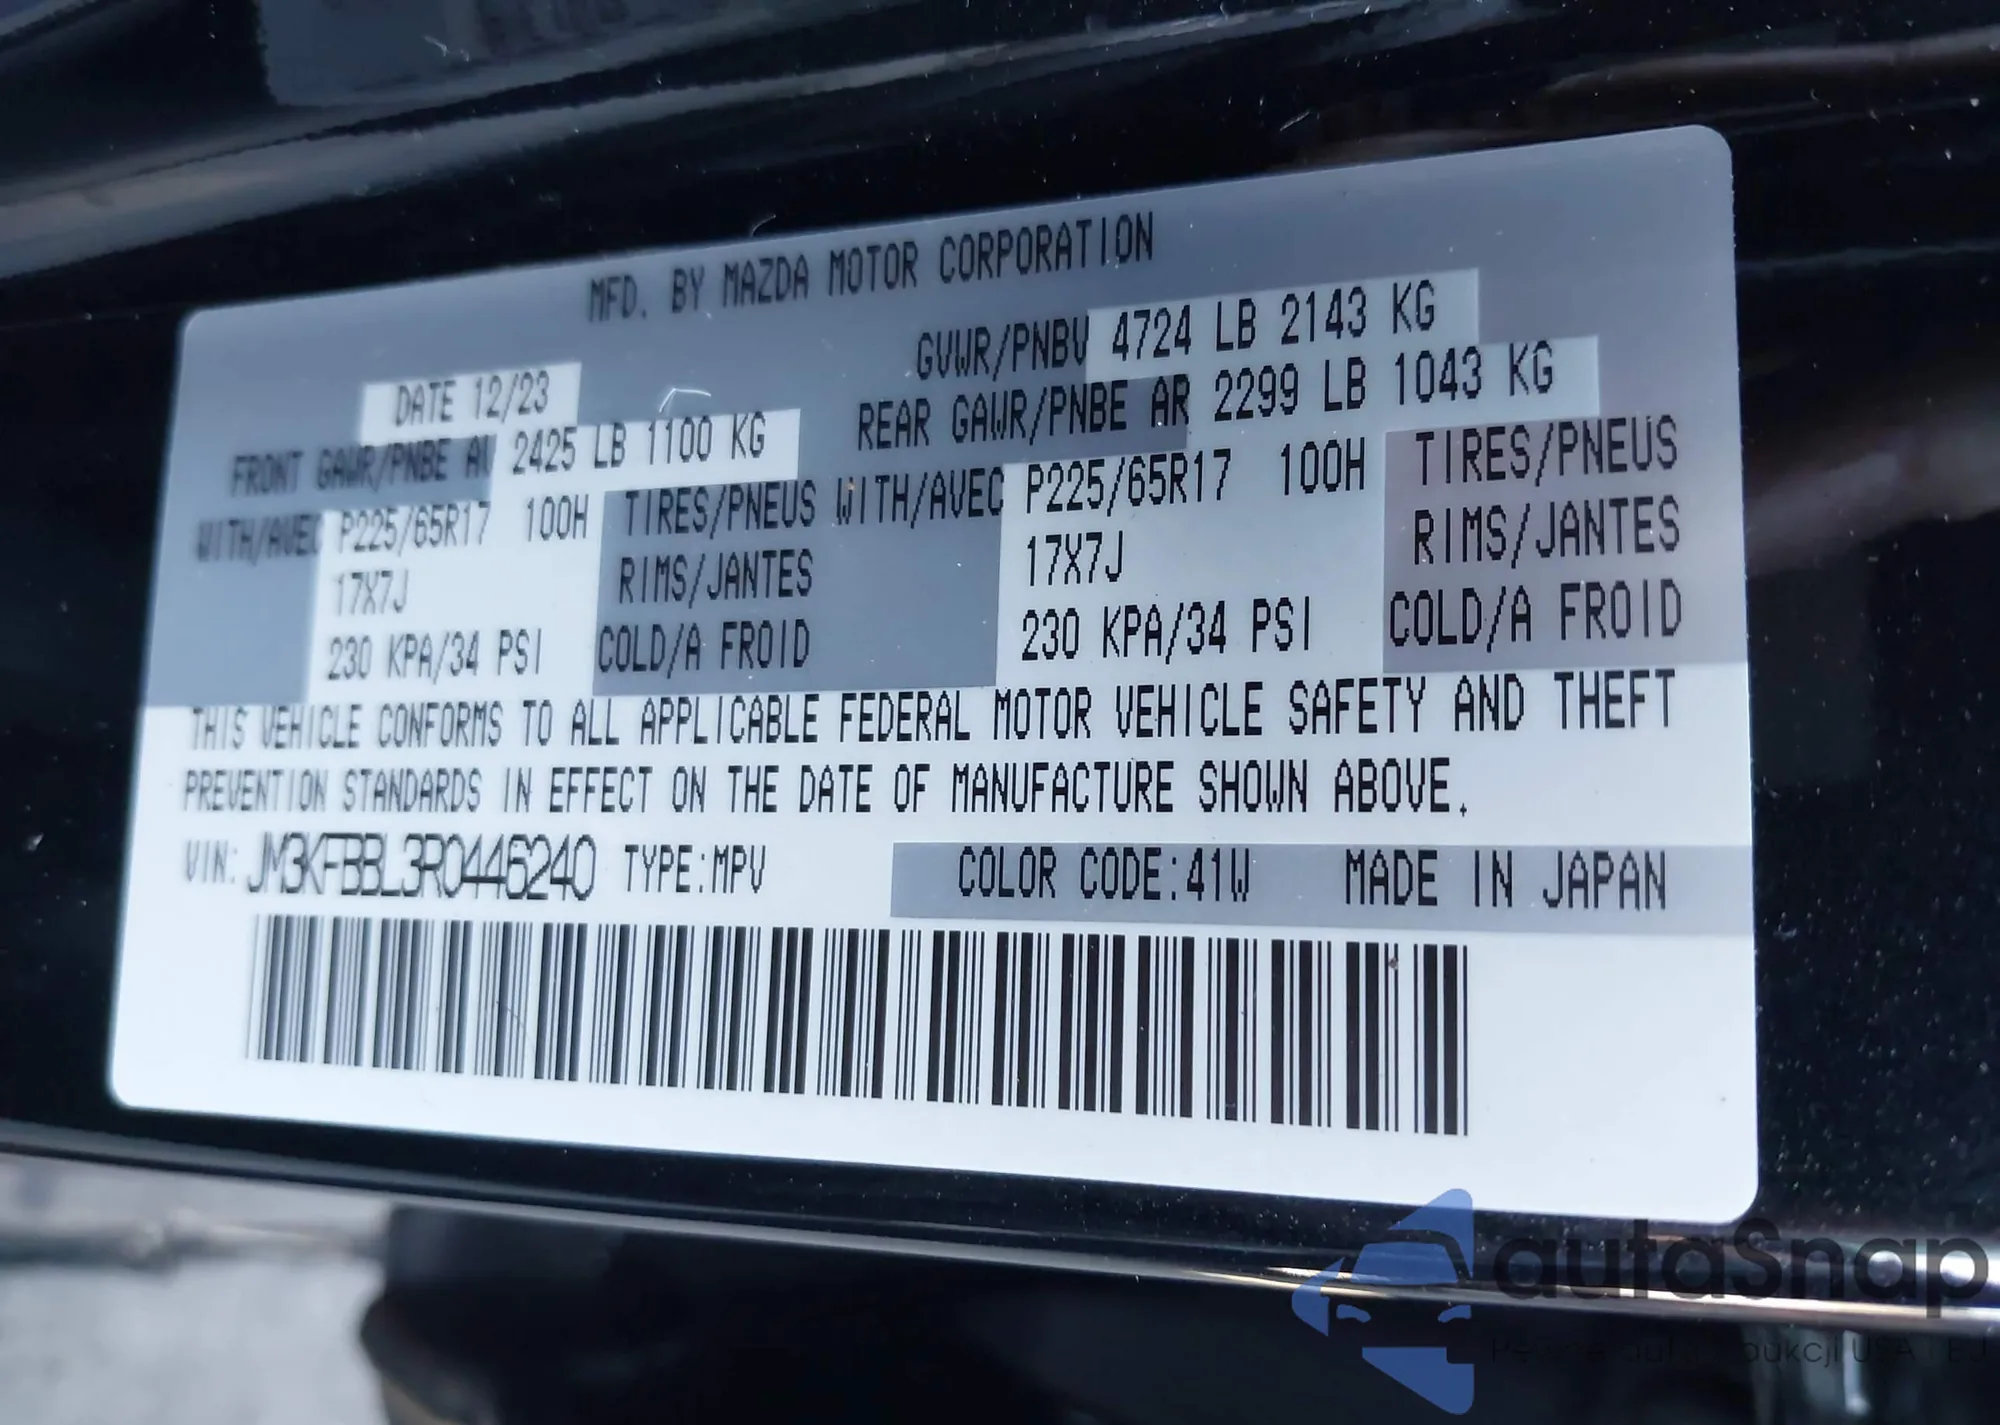 MFD. BY MAZDA MOTOR CORPORATION
DATE 12/23
GVWR/PNBV 4724 LB 2143 KG
FRONT GAWR/PNBE AV 2425 LB 1100 KG
REAR GAWR/PNBE AR 2299 LB 1043 KG
WITH/AVEC P225/65R17 100H TIRES/PNEUS WITH/AVEC P225/65R17 100H TIRES/PNEUS
17X7J RIMS/JANTES 17X7J RIMS/JANTES
230 KPA/34 PSI COLD/A FROID 230 KPA/34 PSI COLD/A FROID
THIS VEHICLE CONFORMS TO ALL APPLICABLE FEDERAL MOTOR VEHICLE SAFETY AND THEFT
PREVENTION STANDARDS IN EFFECT ON THE DATE OF MANUFACTURE SHOWN ABOVE.
VIN: JM3KFBBL3R0446240 TYPE:MPV COLOR CODE:41W MADE IN JAPAN
autaSnap